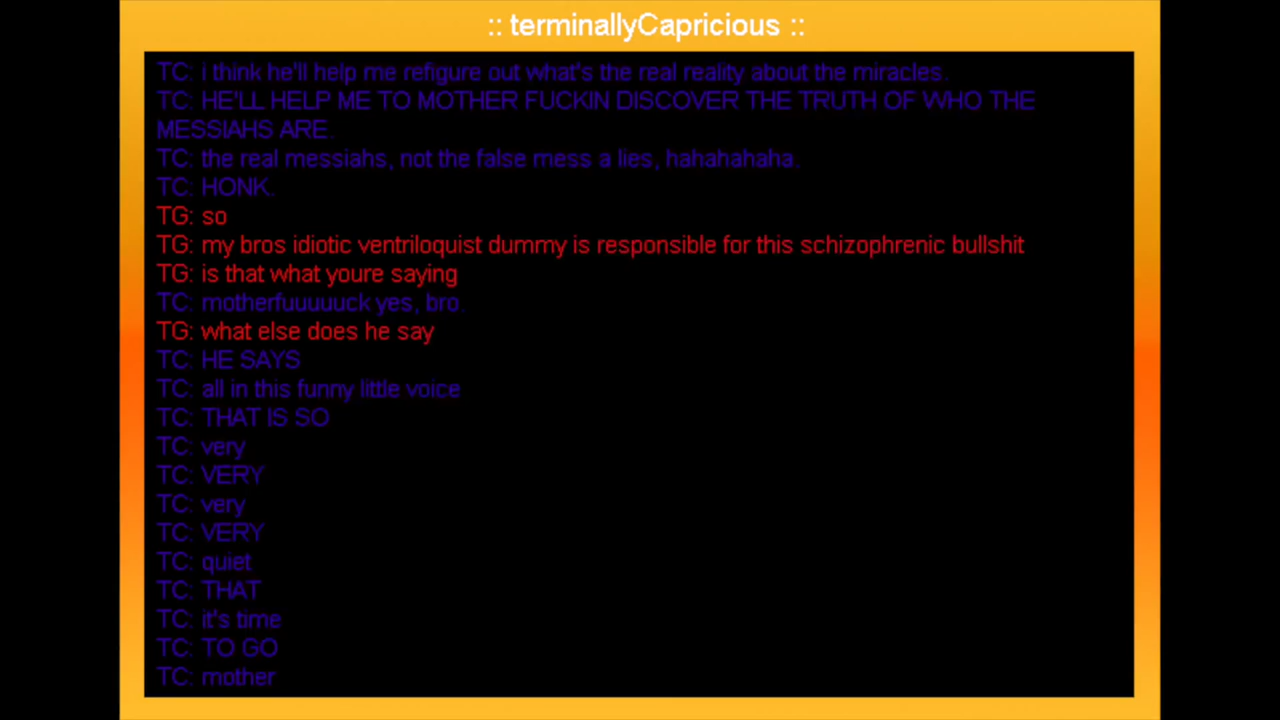 :: terminallyCapricious ::
TC: i think he'll help me refigure out what's the real reality about the miracles.
TC: HE'LL HELP ME TO MOTHER FUCKIN DISCOVER THE TRUTH OF WHO THE
MESSIAHS ARE.
TC: the real messiahs, not the false mess a lies, hahahahaha.
TC: HONK.
TG: so
TG: my bros idiotic ventriloquist dummy is responsible for this schizophrenic bullshit
TG: is that what youre saying
TC: motherfuuuuuck yes, bro.
TG: what else does he say
TC: HE SAYS
TC: all in this funny little voice
TC: THAT IS SO
TC: very
TC: VERY
TC: very
TC: VERY
TC: quiet
TC: THAT
TC: it's time
TC: TO GO
TC: mother